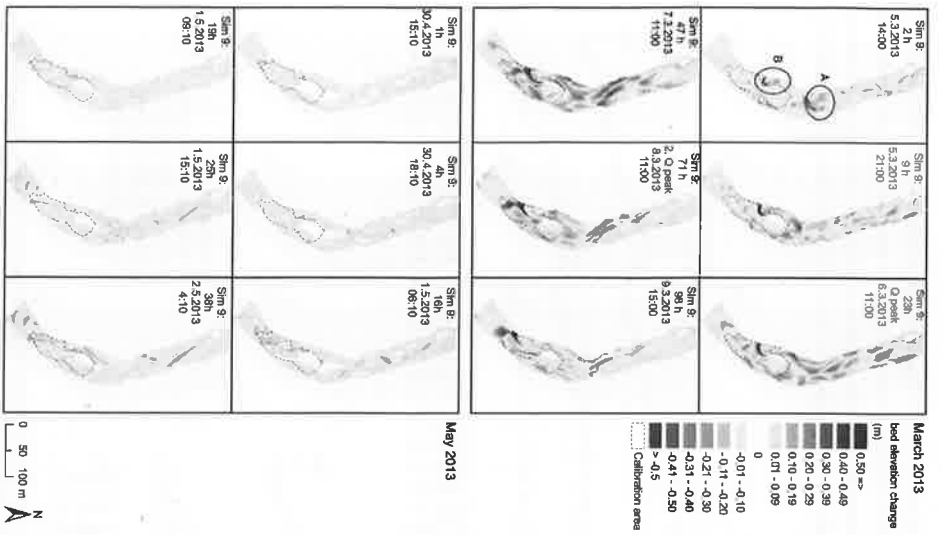 Sim 9:
2 h
5.3.2013
14:00
A
B
Sim 9:
9 h
5.3.2013
21:00
Sim 9:
23h
Q peak
6.3.2013
11:00
Sim 9:
47 h
7.3.2013
11:00
Sim 9:
71 h
2. Q peak
8.3.2013
11:00
Sim 9:
98 h
9.3.2013
15:00
March 2013
bed elevation change
(m)
0.50 =>
0.40 - 0.49
0.30 - 0.39
0.20 - 0.29
0.10 - 0.19
0.01 - 0.09
0
-0.01 - -0.10
-0.11 - -0.20
-0.21 - -0.30
-0.31 - -0.40
-0.41 - -0.50
> -0.5
Calibration area
Sim 9:
1h
30.4.2013
15:10
Sim 9:
4h
30.4.2013
18:10
Sim 9:
16h
1.5.2013
06:10
Sim 9:
19h
1.5.2013
09:10
Sim 9:
25h
1.5.2013
15:10
Sim 9:
38h
2.5.2013
4:10
May 2013
0 50 100 m
N